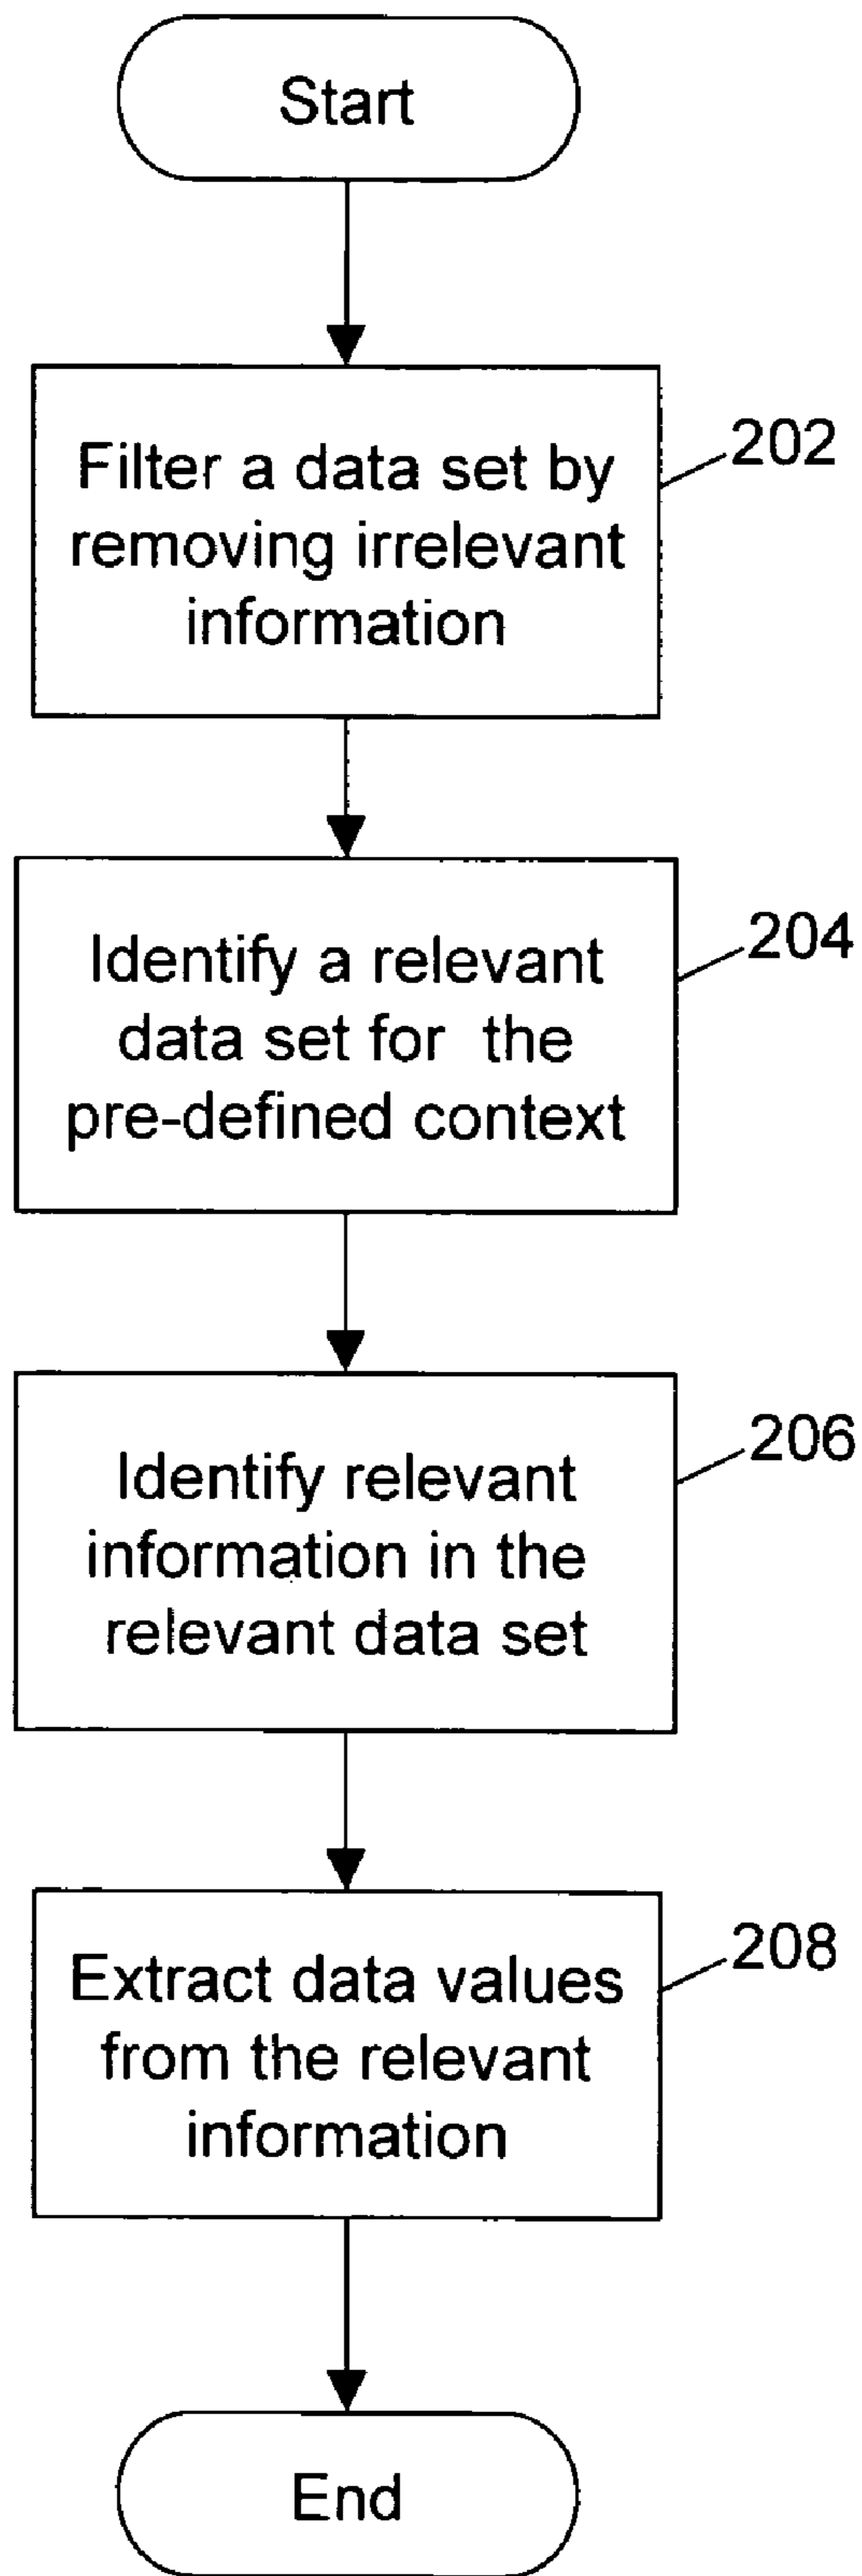 Start
Filter a data set by
removing irrelevant
information
202
Identify a relevant
data set for the
pre-defined context
204
Identify relevant
information in the
relevant data set
206
Extract data values
from the relevant
information
208
End